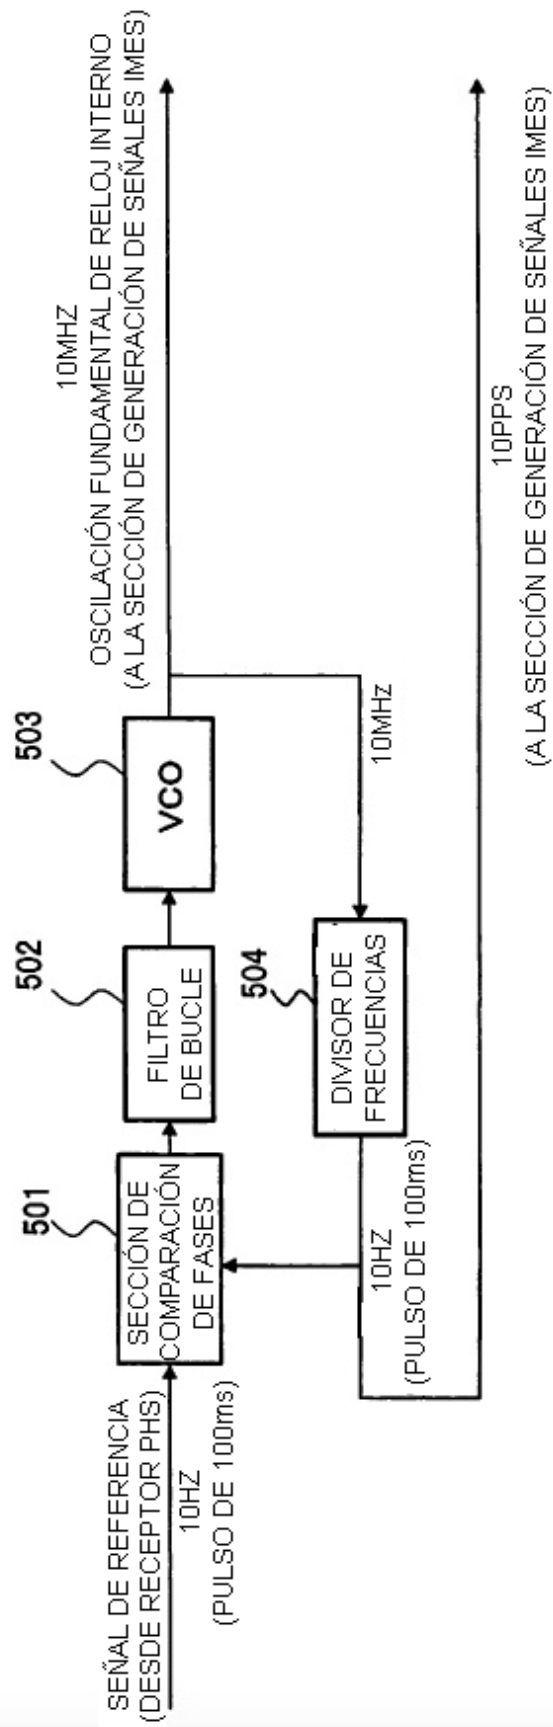 SEÑAL DE REFERENCIA
(DESDE RECEPTOR PHS)
10HZ
(PULSO DE 100ms)
501
SECCIÓN DE
COMPARACIÓN
DE FASES
502
FILTRO
DE BUCLE
503
VCO
10MHZ
OSCILACIÓN FUNDAMENTAL DE RELOJ INTERNO
(A LA SECCIÓN DE GENERACIÓN DE SEÑALES IMES)
504
DIVISOR DE
FRECUENCIAS
10MHz
10HZ
(PULSO DE 100ms)
10PPS
(A LA SECCIÓN DE GENERACIÓN DE SEÑALES IMES)